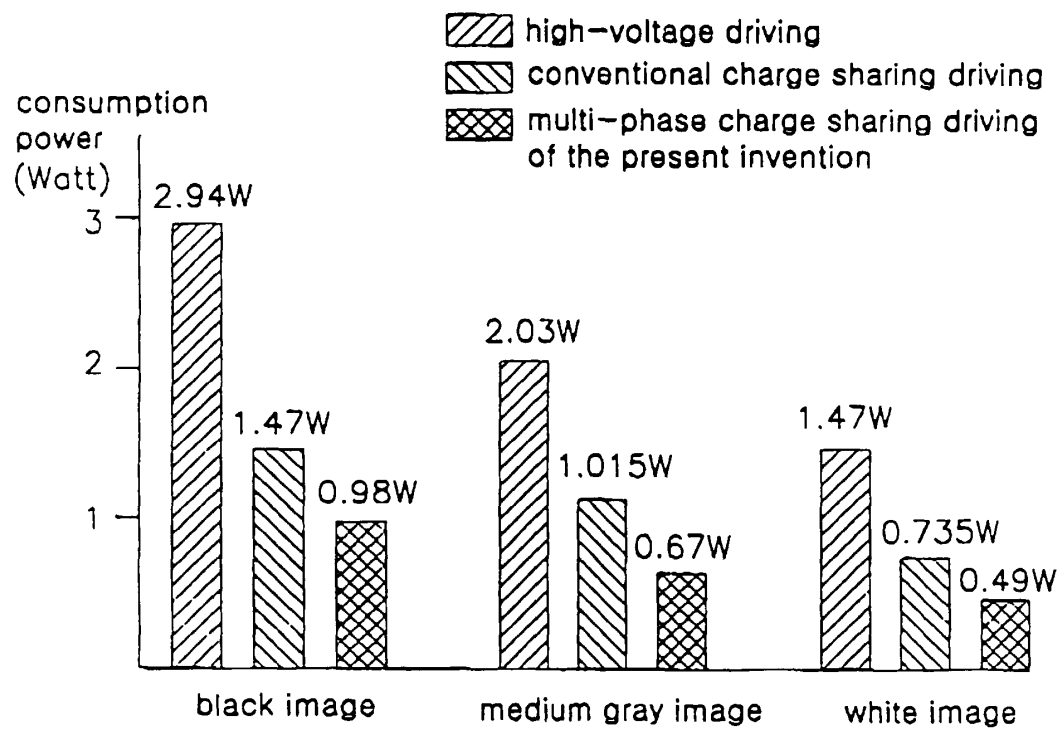 high-voltage driving
conventional charge sharing driving
multi-phase charge sharing driving
of the present invention
consumption
power
(Watt)
3
2
1
2.94W
1.47W
0.98W
2.03W
1.015W
0.67W
1.47W
0.735W
0.49W
black image
medium gray image
white image